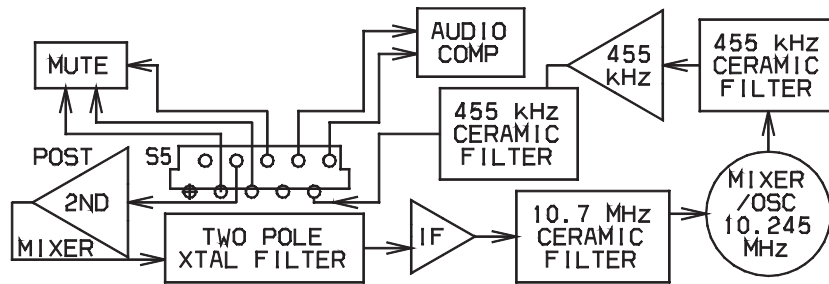 AUDIO
COMP
MUTE
455
kHz
455 kHz
CERAMIC
FILTER
455 kHz
CERAMIC
FILTER
S5
POST
2ND
MIXER
TWO POLE
XTAL FILTER
IF
10.7 MHz
CERAMIC
FILTER
MIXER
/OSC
10.245
MHz